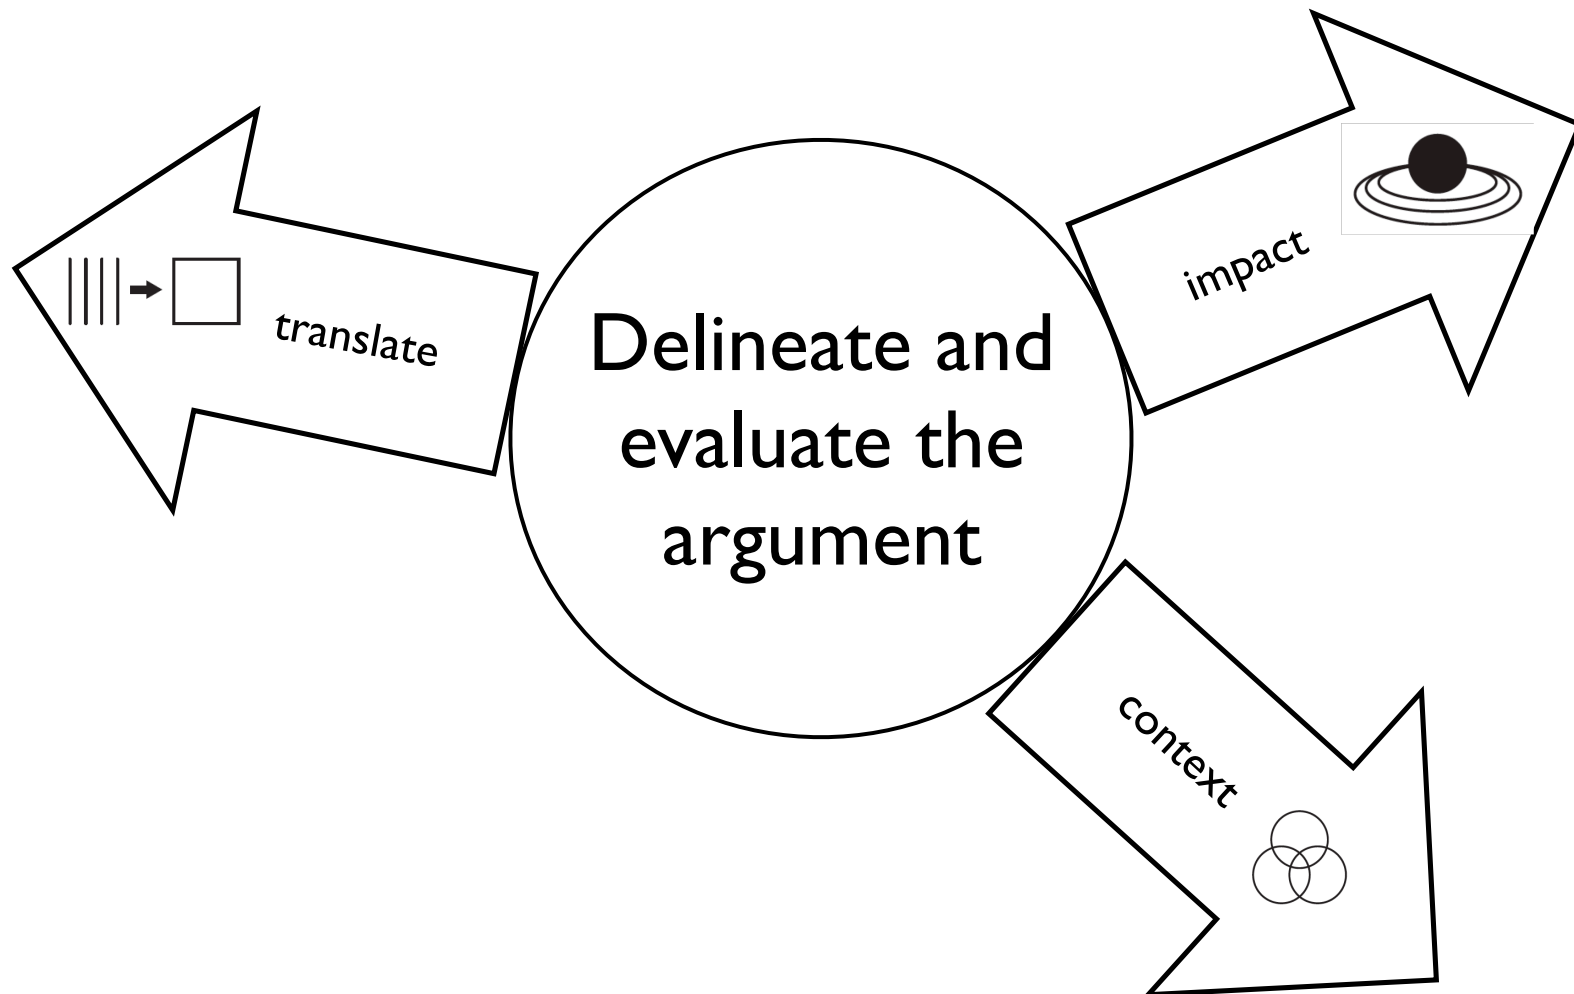 translate
Delineate and
evaluate the
argument
impact
context